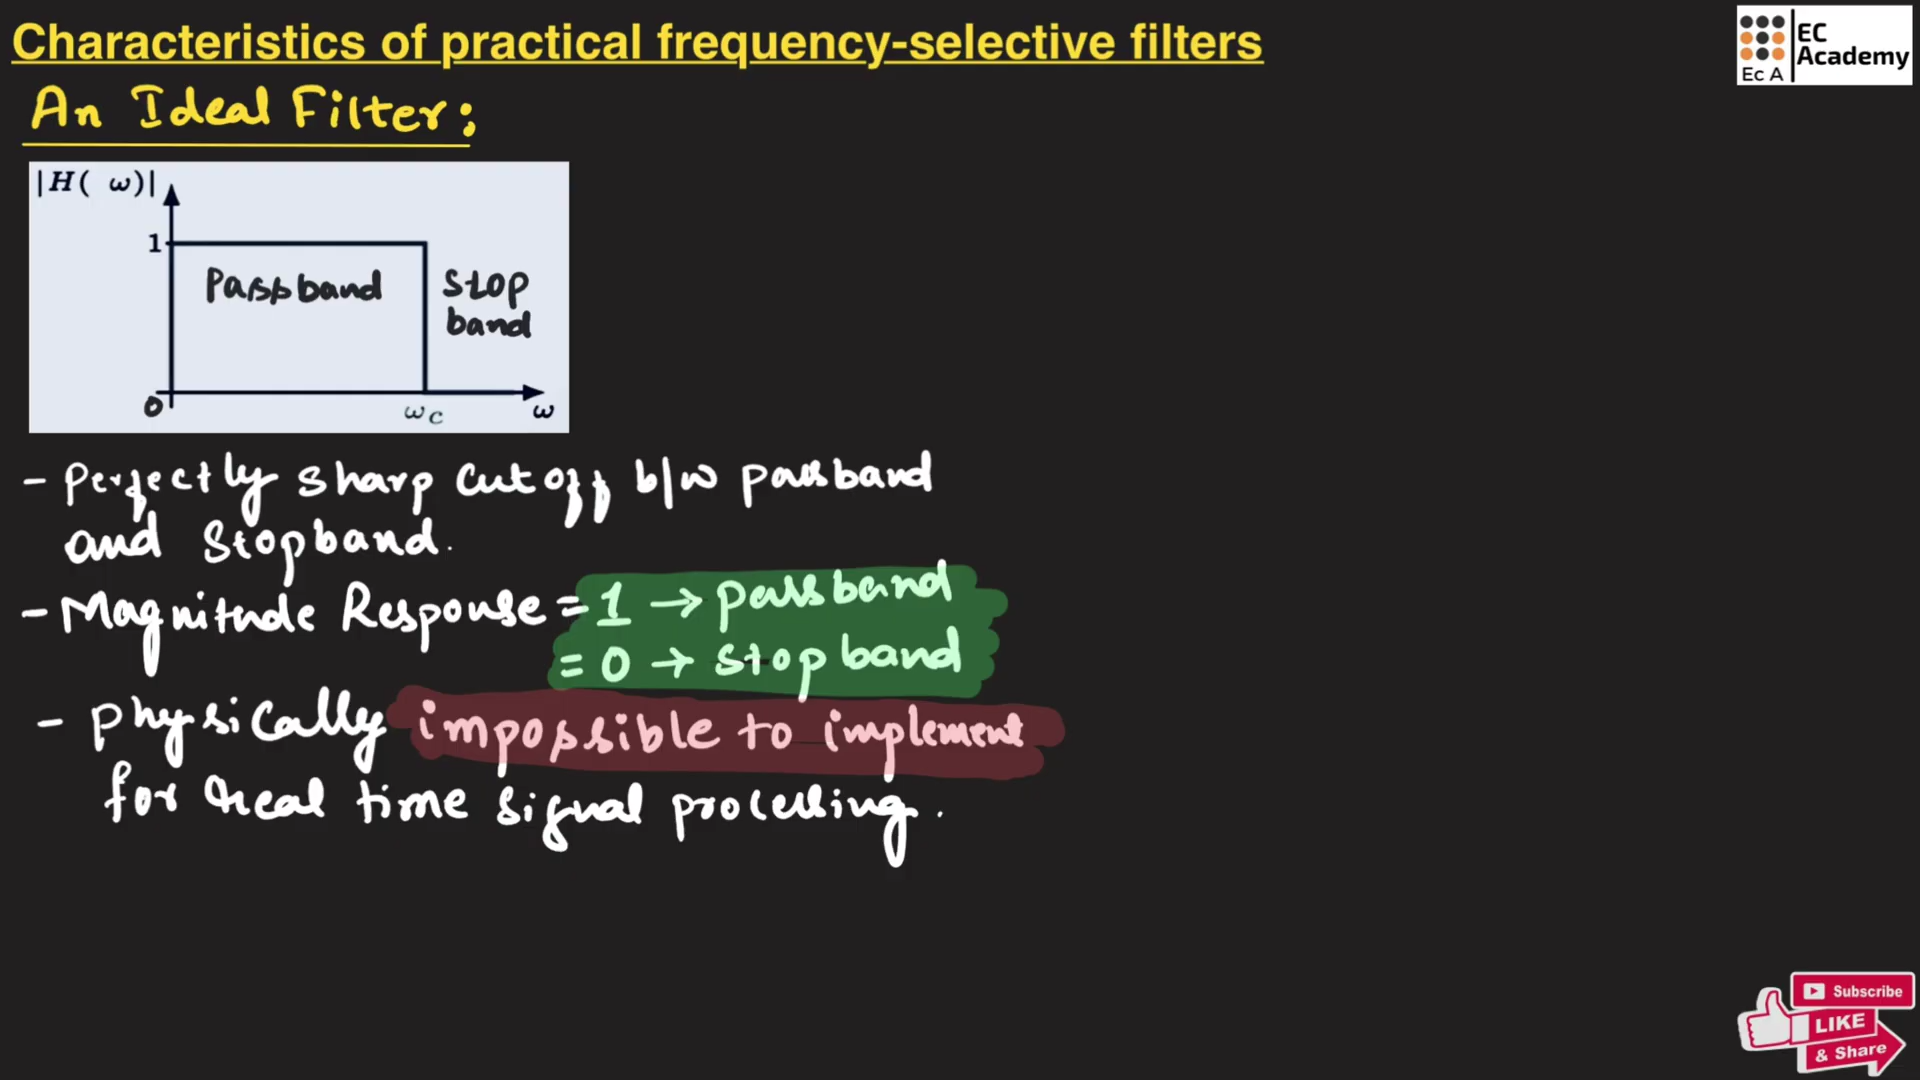 Characteristics of practical frequency-selective filters
EC
Academy
Ec A
An Ideal Filter:
|H( ω)|
1
Passband
Stop
band
0
ωc
ω
- Perfectly sharp cutoff b/w passband
and stopband.
- Magnitude Response = 1 → passband
= 0 → stopband
- Physically impossible to implement
for real time signal processing.
Subscribe
LIKE
& Share